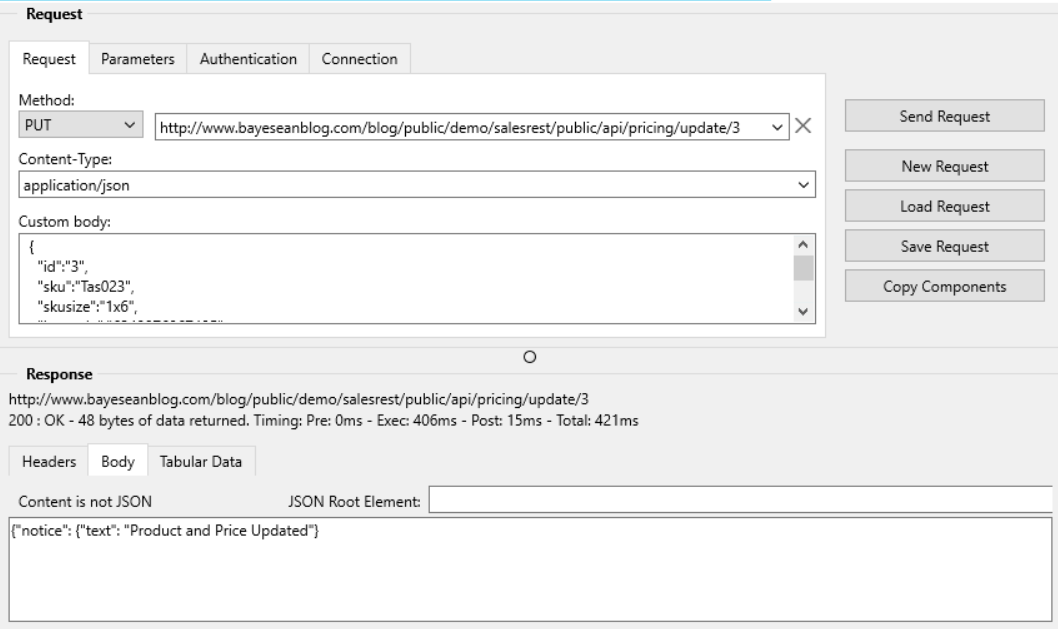 Request
Request Parameters Authentication Connection
Method:
PUT http://www.bayeseanblog.com/blog/public/demo/salesrest/public/api/pricing/update/3
Send Request
Content-Type:
New Request
application/json
Load Request
Custom body:
Save Request
{
"id":"3",
"sku":"Tas023",
Copy Components
"skusize":"1x6",
Response
http://www.bayeseanblog.com/blog/public/demo/salesrest/public/api/pricing/update/3
200 : OK - 48 bytes of data returned. Timing: Pre: 0ms - Exec: 406ms - Post: 15ms - Total: 421ms
Headers Body Tabular Data
Content is not JSON JSON Root Element:
{"notice": {"text": "Product and Price Updated"}